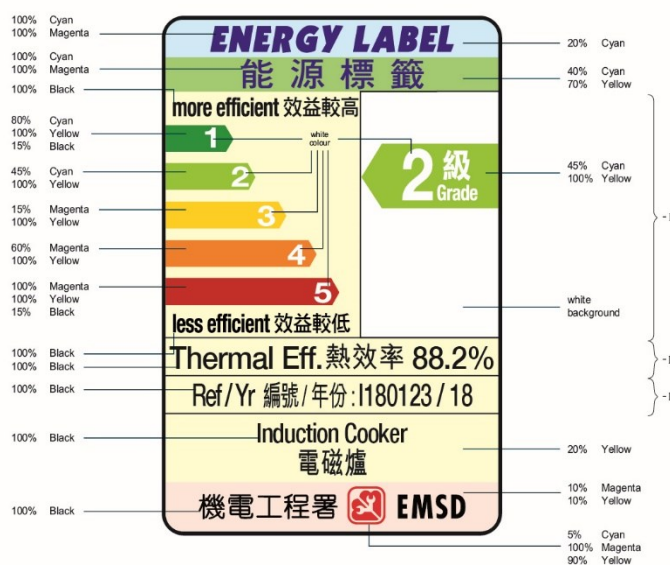 100% Cyan
100% Magenta
100% Cyan
100% Magenta
100% Black
80% Cyan
100% Yellow
15% Black
45% Cyan
100% Yellow
15% Magenta
100% Yellow
60% Magenta
100% Yellow
100% Magenta
100% Yellow
15% Black
100% Black
100% Black
100% Black
100% Black
100% Black
ENERGY LABEL
能源標籤
more efficient 效益較高
1
white
colour
2
3
4
5
less efficient 效益較低
2級
Grade
Thermal Eff. 熱效率 88.2%
Ref / Yr 編號 / 年份 : I180123 / 18
Induction Cooker
電磁爐
機電工程署 EMSD
20% Cyan
40% Cyan
70% Yellow
45% Cyan
100% Yellow
white
background
20% Yellow
10% Magenta
10% Yellow
5% Cyan
100% Magenta
90% Yellow